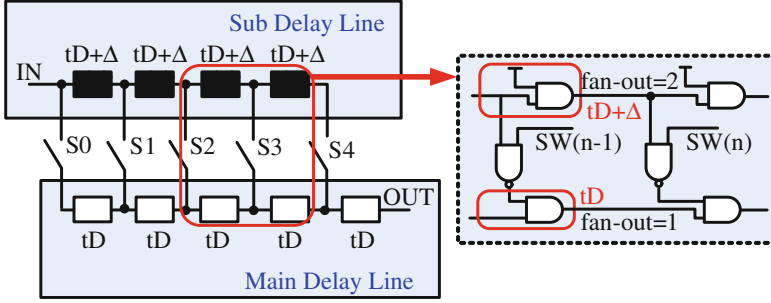 Sub Delay Line
tD+Δ tD+Δ tD+Δ tD+Δ
IN
S0 S1 S2 S3 S4
OUT
tD tD tD tD tD
Main Delay Line
fan-out=2
tD+Δ
SW(n-1) SW(n)
tD
fan-out=1